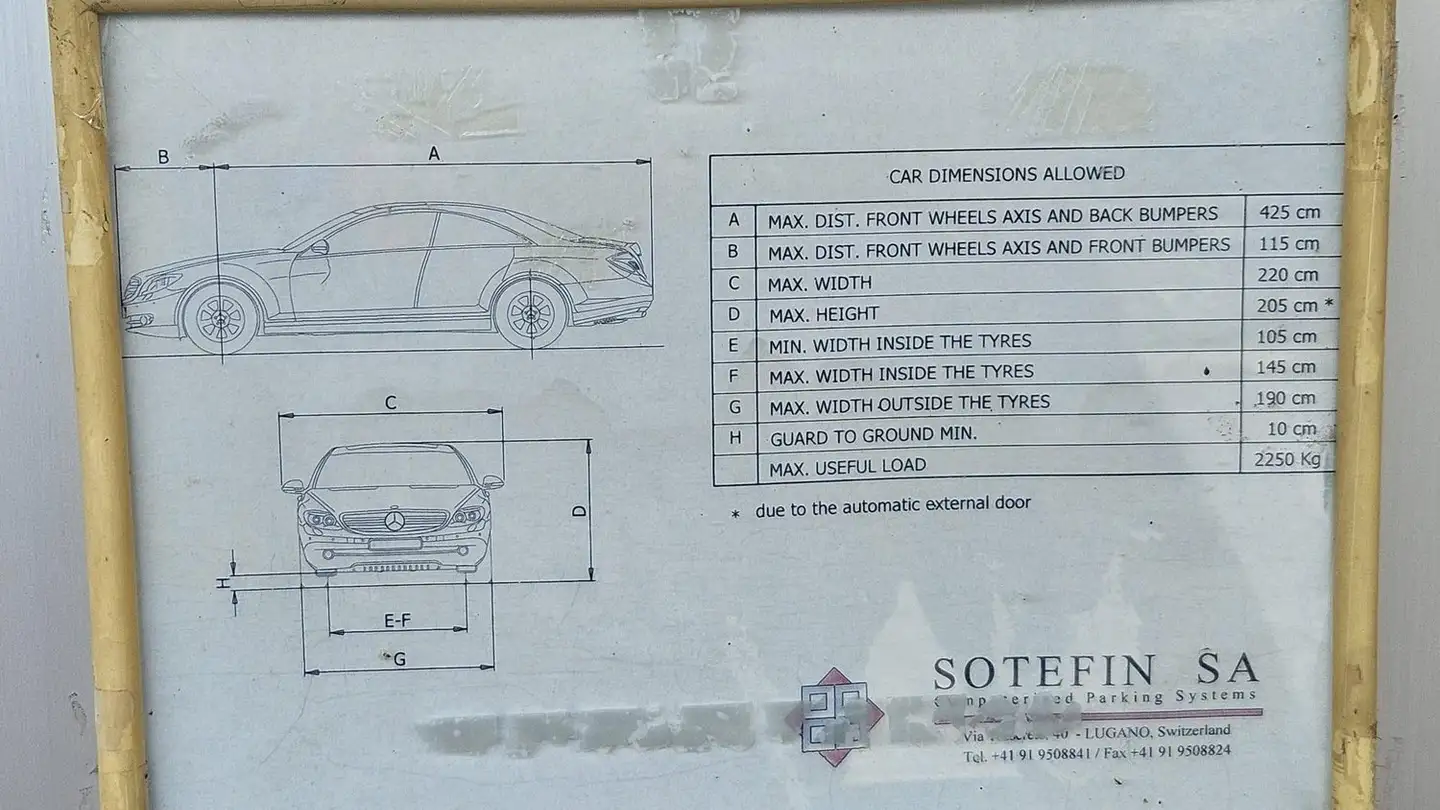 B
A
C
D
H
E-F
G
CAR DIMENSIONS ALLOWED
A MAX. DIST. FRONT WHEELS AXIS AND BACK BUMPERS 425 cm
B MAX. DIST. FRONT WHEELS AXIS AND FRONT BUMPERS 115 cm
C MAX. WIDTH 220 cm
D MAX. HEIGHT 205 cm *
E MIN. WIDTH INSIDE THE TYRES 105 cm
F MAX. WIDTH INSIDE THE TYRES 145 cm
G MAX. WIDTH OUTSIDE THE TYRES 190 cm
H GUARD TO GROUND MIN. 10 cm
MAX. USEFUL LOAD 2250 Kg
* due to the automatic external door
SOTEFIN SA
Parking Systems
Via 40 - LUGANO, Switzerland
Tel. +41 91 9508841 / Fax +41 91 9508824